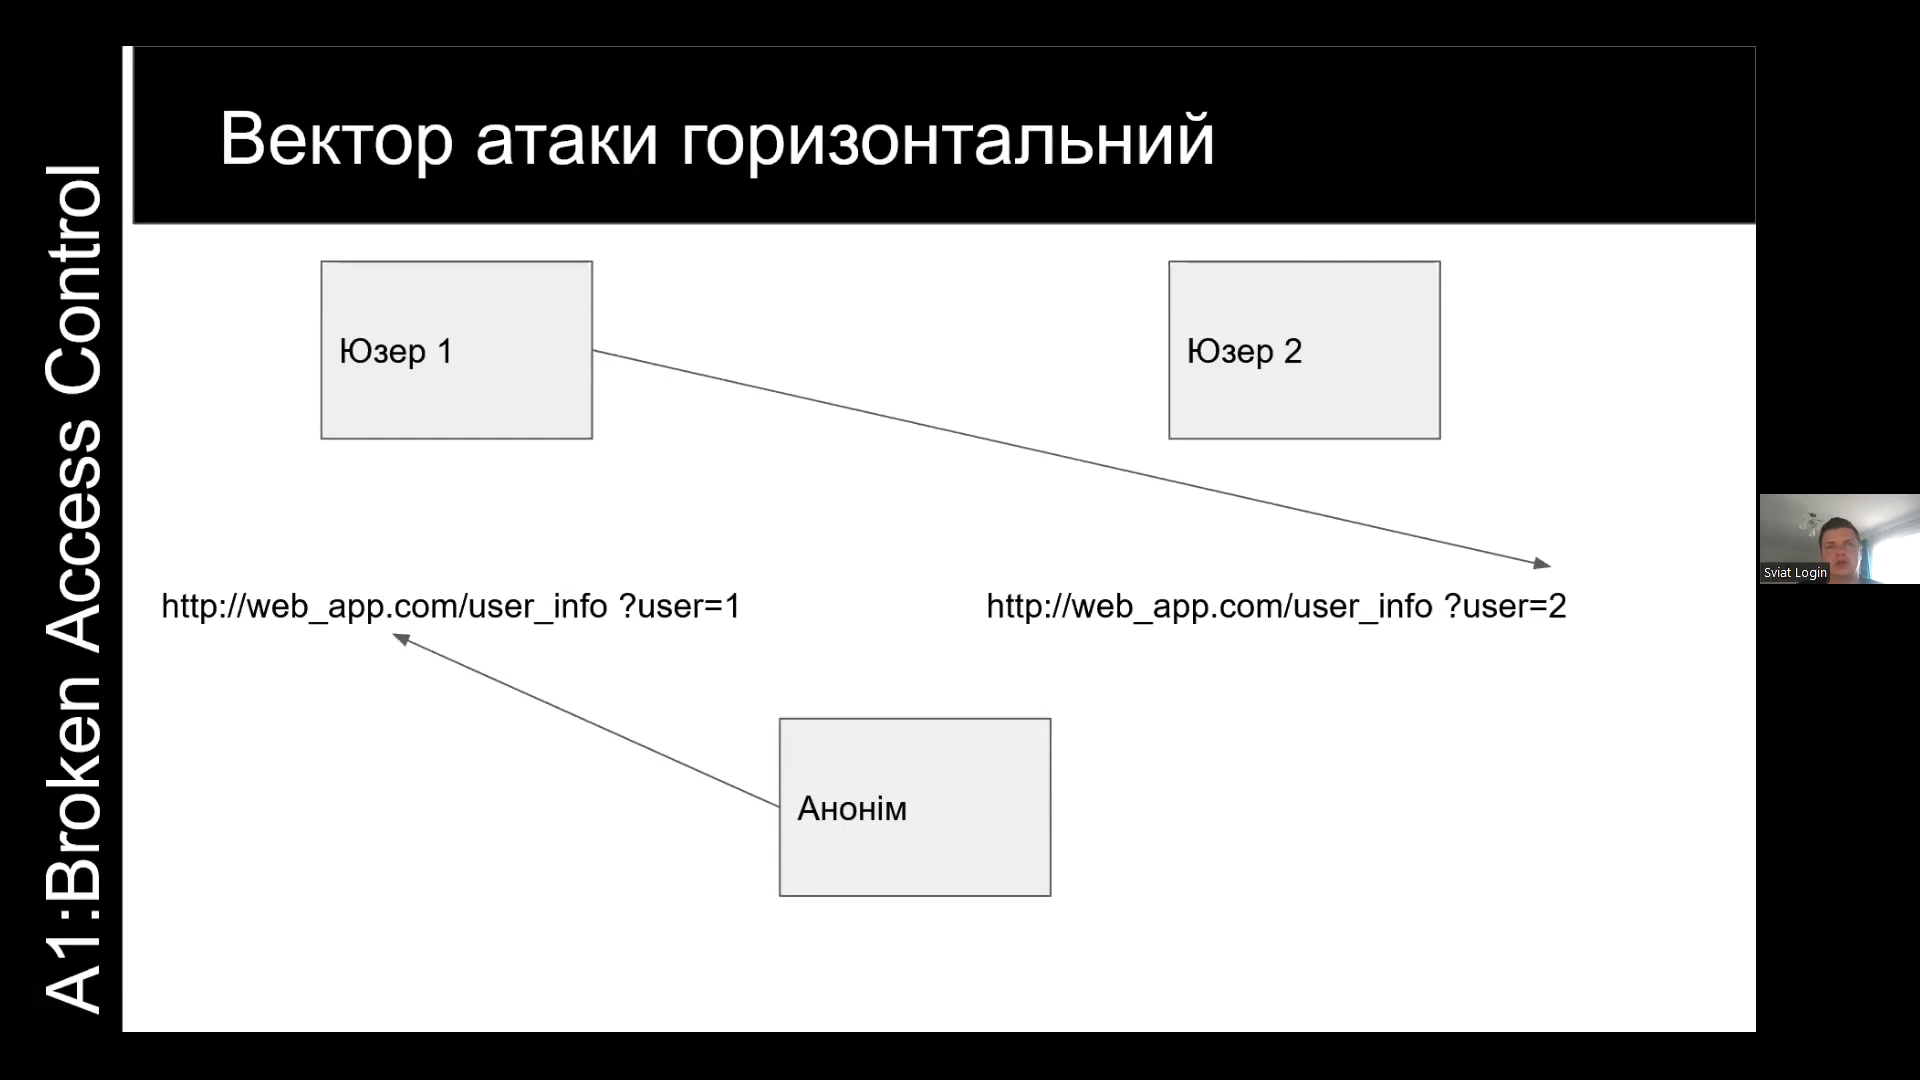 A1:Broken Access Control
Вектор атаки горизонтальний
Юзер 1
Юзер 2
http://web_app.com/user_info ?user=1
http://web_app.com/user_info ?user=2
Анонім
Sviat Login